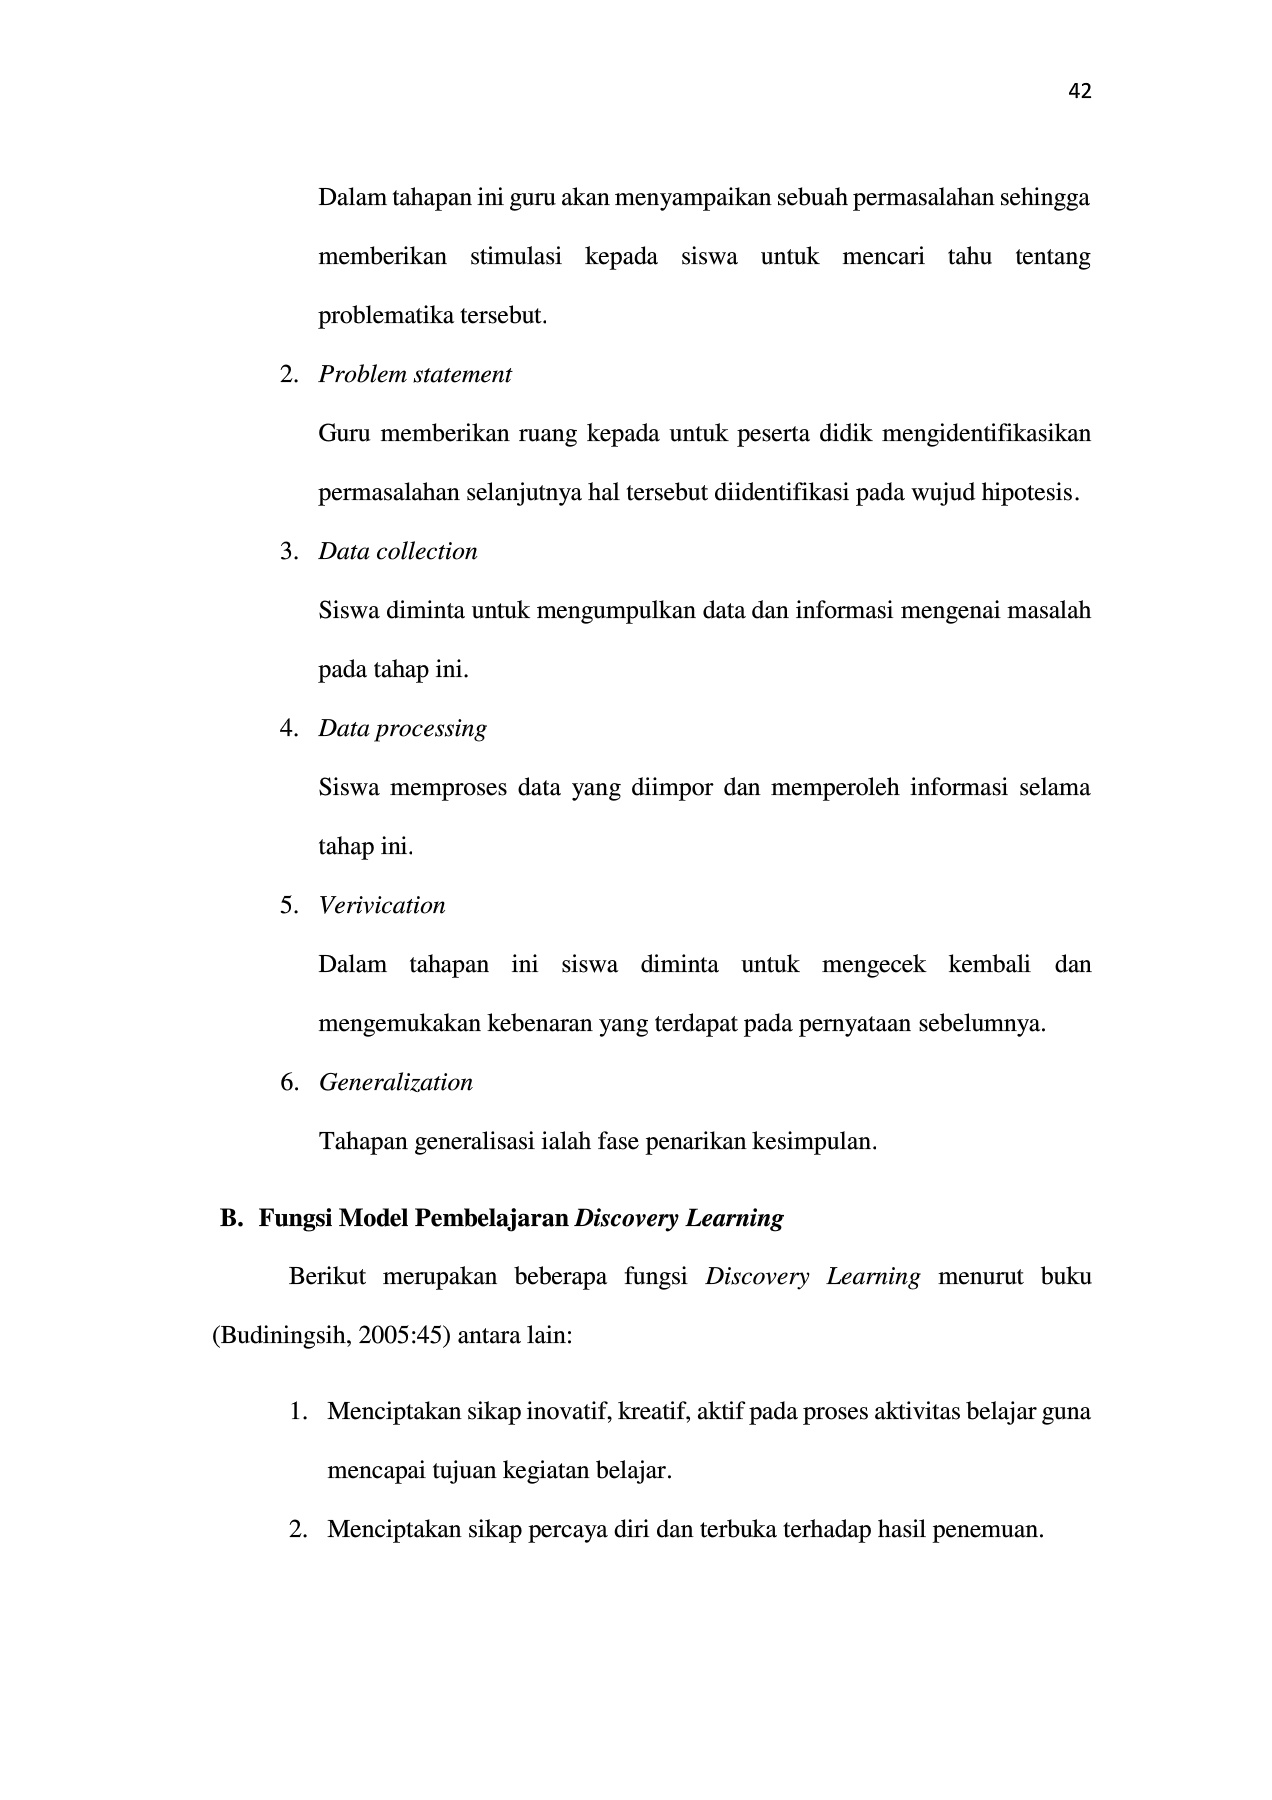 42
Dalam tahapan ini guru akan menyampaikan sebuah permasalahan sehingga
memberikan stimulasi kepada siswa untuk mencari tahu tentang
problematika tersebut.
2. Problem statement
Guru memberikan ruang kepada untuk peserta didik mengidentifikasikan
permasalahan selanjutnya hal tersebut diidentifikasi pada wujud hipotesis.
3. Data collection
Siswa diminta untuk mengumpulkan data dan informasi mengenai masalah
pada tahap ini.
4. Data processing
Siswa memproses data yang diimpor dan memperoleh informasi selama
tahap ini.
5. Verivication
Dalam tahapan ini siswa diminta untuk mengecek kembali dan
mengemukakan kebenaran yang terdapat pada pernyataan sebelumnya.
6. Generalization
Tahapan generalisasi ialah fase penarikan kesimpulan.
B. Fungsi Model Pembelajaran Discovery Learning
Berikut merupakan beberapa fungsi Discovery Learning menurut buku
(Budiningsih, 2005:45) antara lain:
1. Menciptakan sikap inovatif, kreatif, aktif pada proses aktivitas belajar guna
mencapai tujuan kegiatan belajar.
2. Menciptakan sikap percaya diri dan terbuka terhadap hasil penemuan.